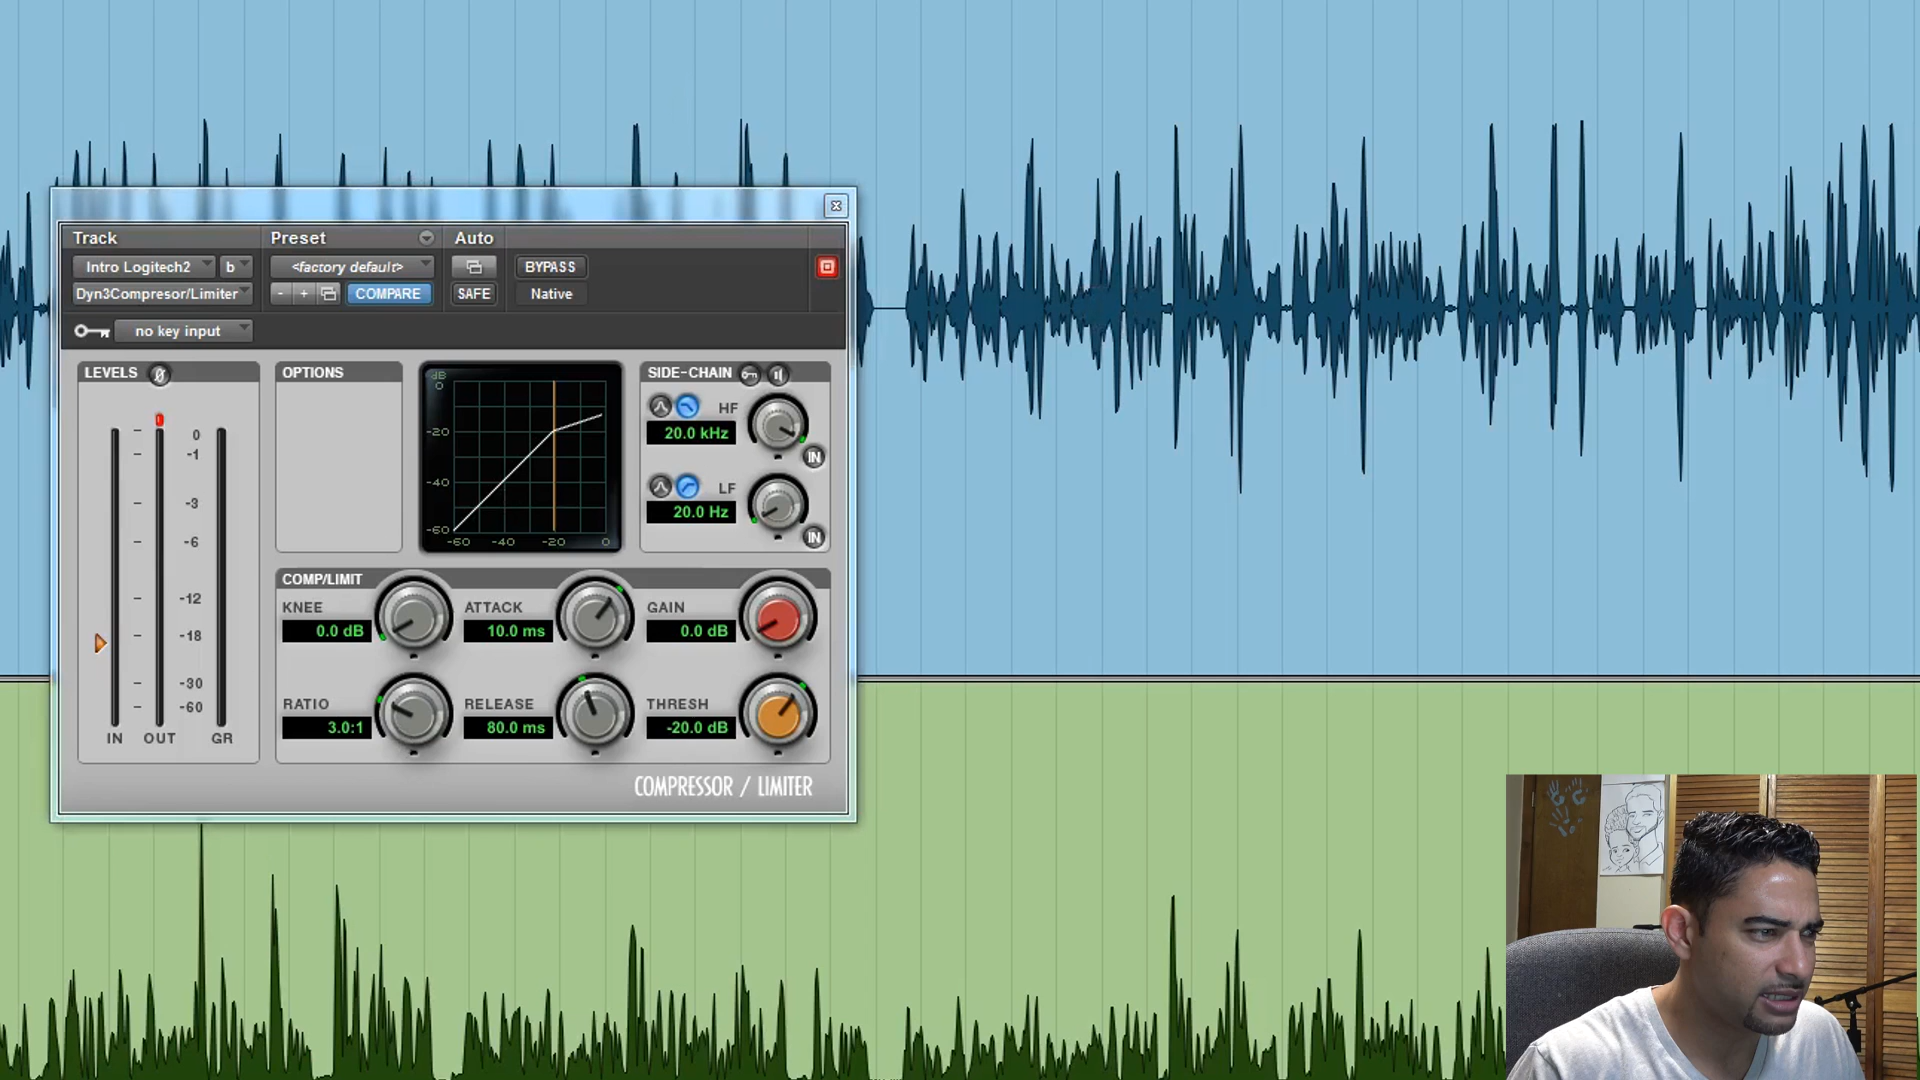 Track
Preset
Auto
Intro Logitech2
b
<factory default>
BYPASS
Dyn3Compresor/Limiter
- +
COMPARE
SAFE
Native
no key input
LEVELS Ø
OPTIONS
SIDE-CHAIN
dB
0
-20
-40
-60
-60 -40 -20 0
HF
20.0 kHz
IN
LF
20.0 Hz
IN
0
-1
-3
-6
-12
-18
-30
-60
IN OUT GR
COMP/LIMIT
KNEE
0.0 dB
ATTACK
10.0 ms
GAIN
0.0 dB
RATIO
3.0:1
RELEASE
80.0 ms
THRESH
-20.0 dB
COMPRESSOR / LIMITER